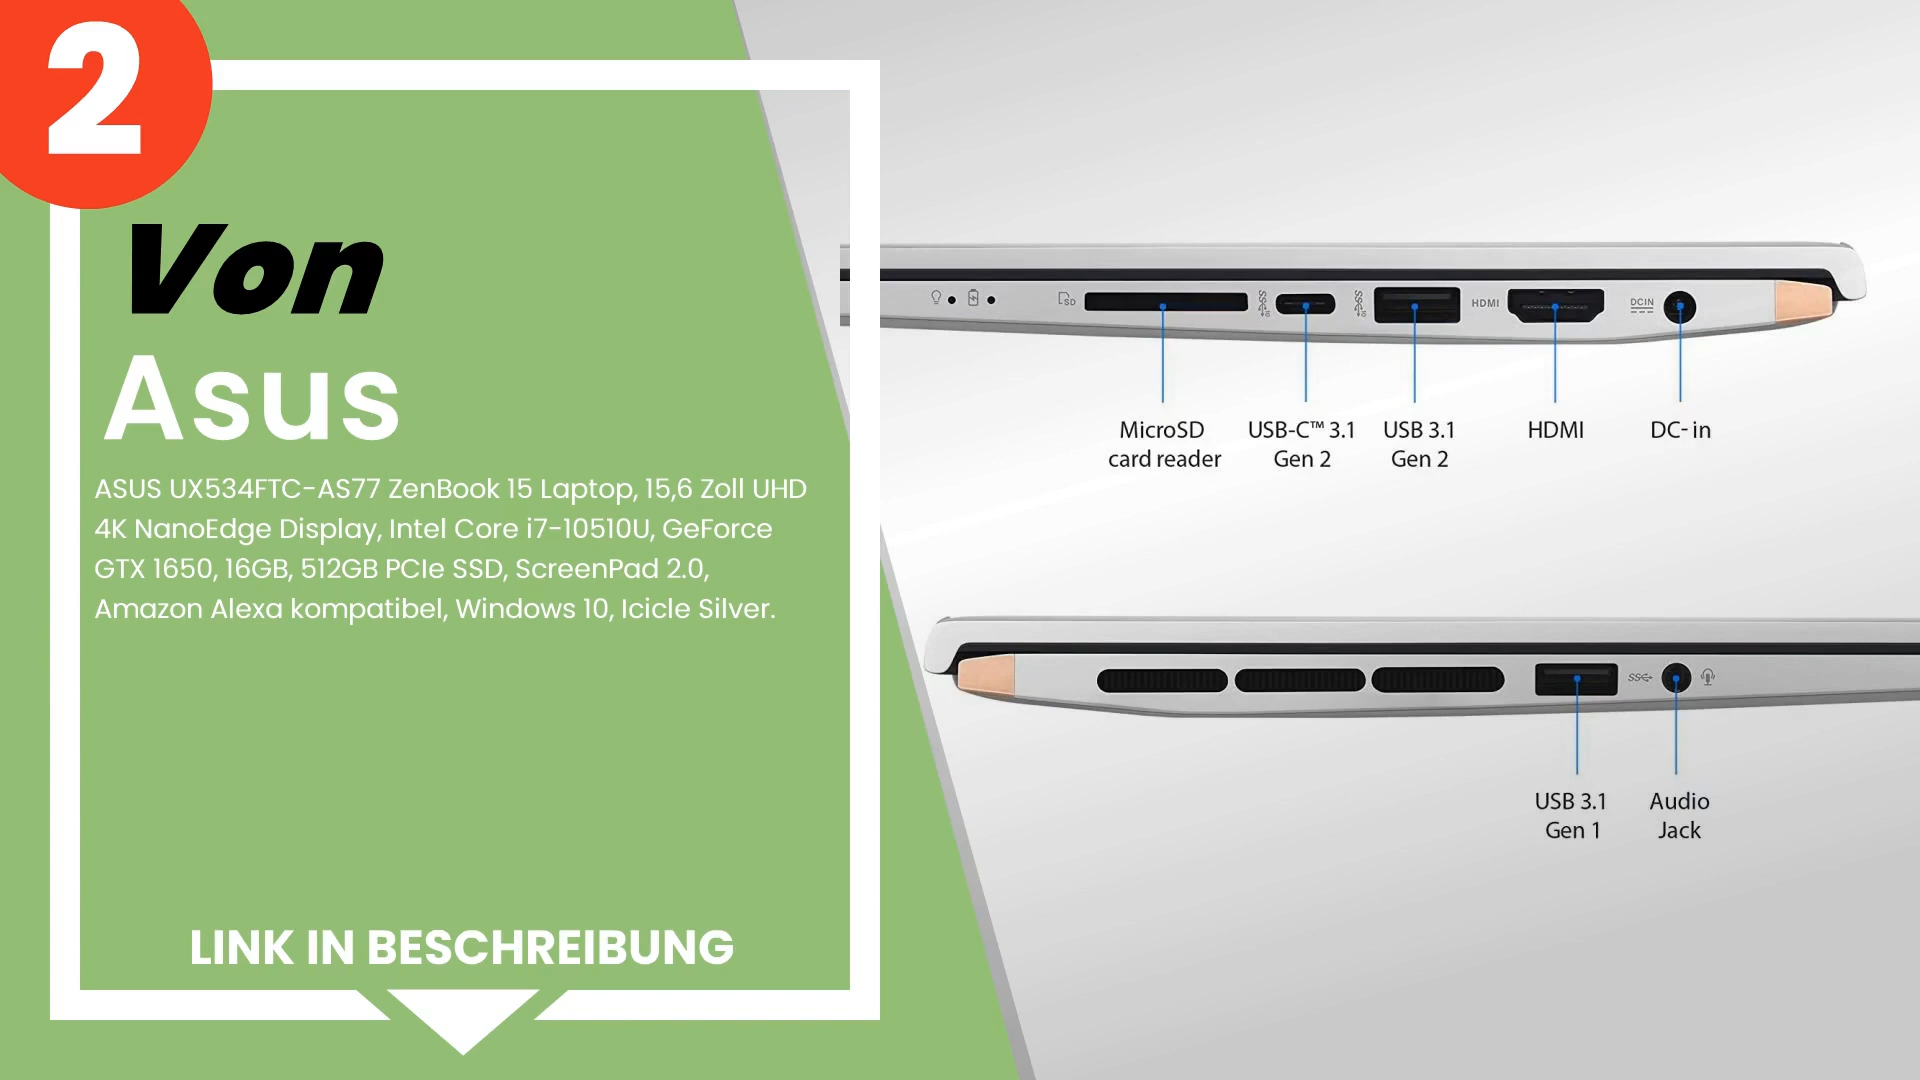 2
Von
Asus
ASUS UX534FTC-AS77 ZenBook 15 Laptop, 15,6 Zoll UHD
4K NanoEdge Display, Intel Core i7-10510U, GeForce
GTX 1650, 16GB, 512GB PCIe SSD, ScreenPad 2.0,
Amazon Alexa kompatibel, Windows 10, Icicle Silver.
LINK IN BESCHREIBUNG
SD
HDMI
DCIN
MicroSD
card reader
USB-C™ 3.1
Gen 2
USB 3.1
Gen 2
HDMI
DC-in
SS
USB 3.1
Gen 1
Audio
Jack